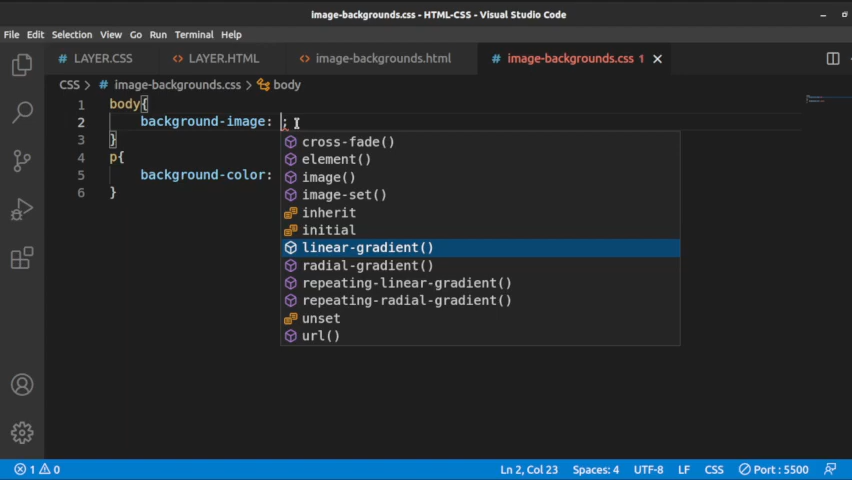 image-backgrounds.css - HTML-CSS - Visual Studio Code
File Edit Selection View Go Run Terminal Help
# LAYER.CSS <> LAYER.HTML <> image-backgrounds.html # image-backgrounds.css 1
CSS > # image-backgrounds.css > body
1 body{
2 background-image: ;
3 }
4 p{
5 background-color:
6 }
cross-fade()
element()
image()
image-set()
inherit
initial
linear-gradient()
radial-gradient()
repeating-linear-gradient()
repeating-radial-gradient()
unset
url()
1 0 Ln 2, Col 23 Spaces: 4 UTF-8 LF CSS Port : 5500